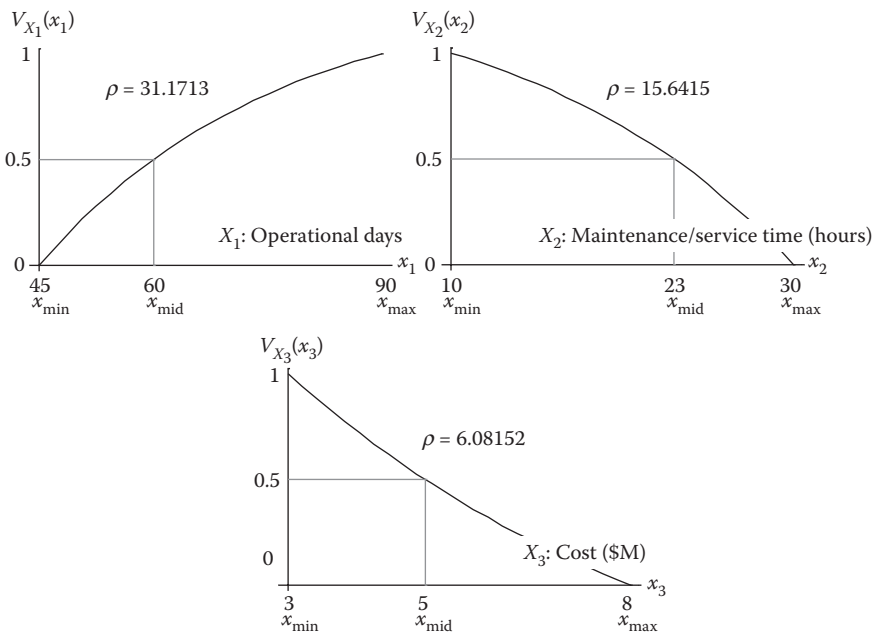 V_{X_1}(x_1)
1
ρ = 31.1713
0.5
X_1: Operational days
0
x_1
45
60
90
x_min
x_mid
x_max
V_{X_2}(x_2)
1
ρ = 15.6415
0.5
X_2: Maintenance/service time (hours)
0
x_2
10
23
30
x_min
x_mid
x_max
V_{X_3}(x_3)
1
ρ = 6.08152
0.5
X_3: Cost ($M)
0
x_3
3
5
8
x_min
x_mid
x_max